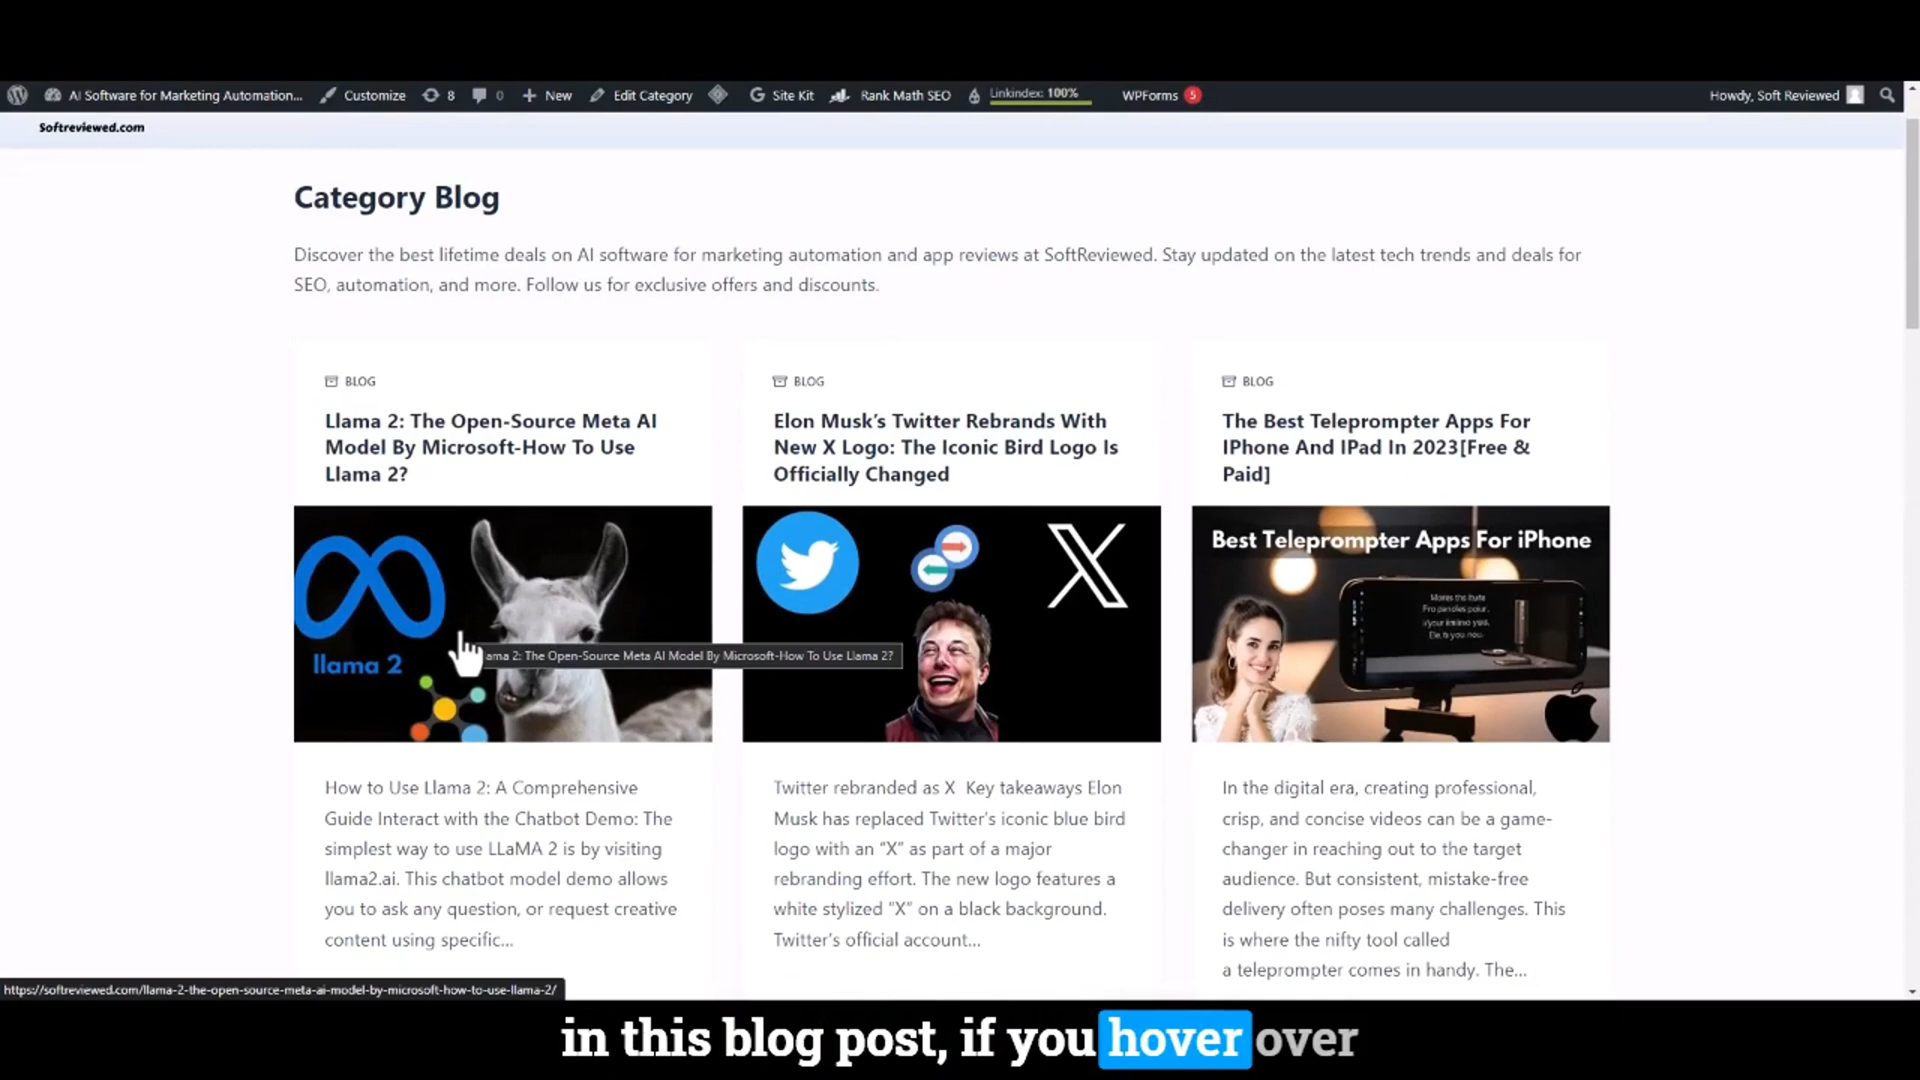 AI Software for Marketing Automation... Customize 8 0 New Edit Category Site Kit Rank Math SEO Linkindex: 100% WPForms 5 Howdy, Soft Reviewed
Softreviewed.com
Category Blog
Discover the best lifetime deals on AI software for marketing automation and app reviews at SoftReviewed. Stay updated on the latest tech trends and deals for
SEO, automation, and more. Follow us for exclusive offers and discounts.
BLOG
Llama 2: The Open-Source Meta AI
Model By Microsoft-How To Use
Llama 2?
llama 2
ama 2: The Open-Source Meta AI Model By Microsoft-How To Use Llama 2?
How to Use Llama 2: A Comprehensive
Guide Interact with the Chatbot Demo: The
simplest way to use LLaMA 2 is by visiting
llama2.ai. This chatbot model demo allows
you to ask any question, or request creative
content using specific...
BLOG
Elon Musk's Twitter Rebrands With
New X Logo: The Iconic Bird Logo Is
Officially Changed
Twitter rebranded as X Key takeaways Elon
Musk has replaced Twitter's iconic blue bird
logo with an "X" as part of a major
rebranding effort. The new logo features a
white stylized "X" on a black background.
Twitter's official account...
BLOG
The Best Teleprompter Apps For
IPhone And IPad In 2023[Free &
Paid]
Best Teleprompter Apps For iPhone
In the digital era, creating professional,
crisp, and concise videos can be a game-
changer in reaching out to the target
audience. But consistent, mistake-free
delivery often poses many challenges. This
is where the nifty tool called
a teleprompter comes in handy. The...
https://softreviewed.com/llama-2-the-open-source-meta-ai-model-by-microsoft-how-to-use-llama-2/
in this blog post, if you hover over